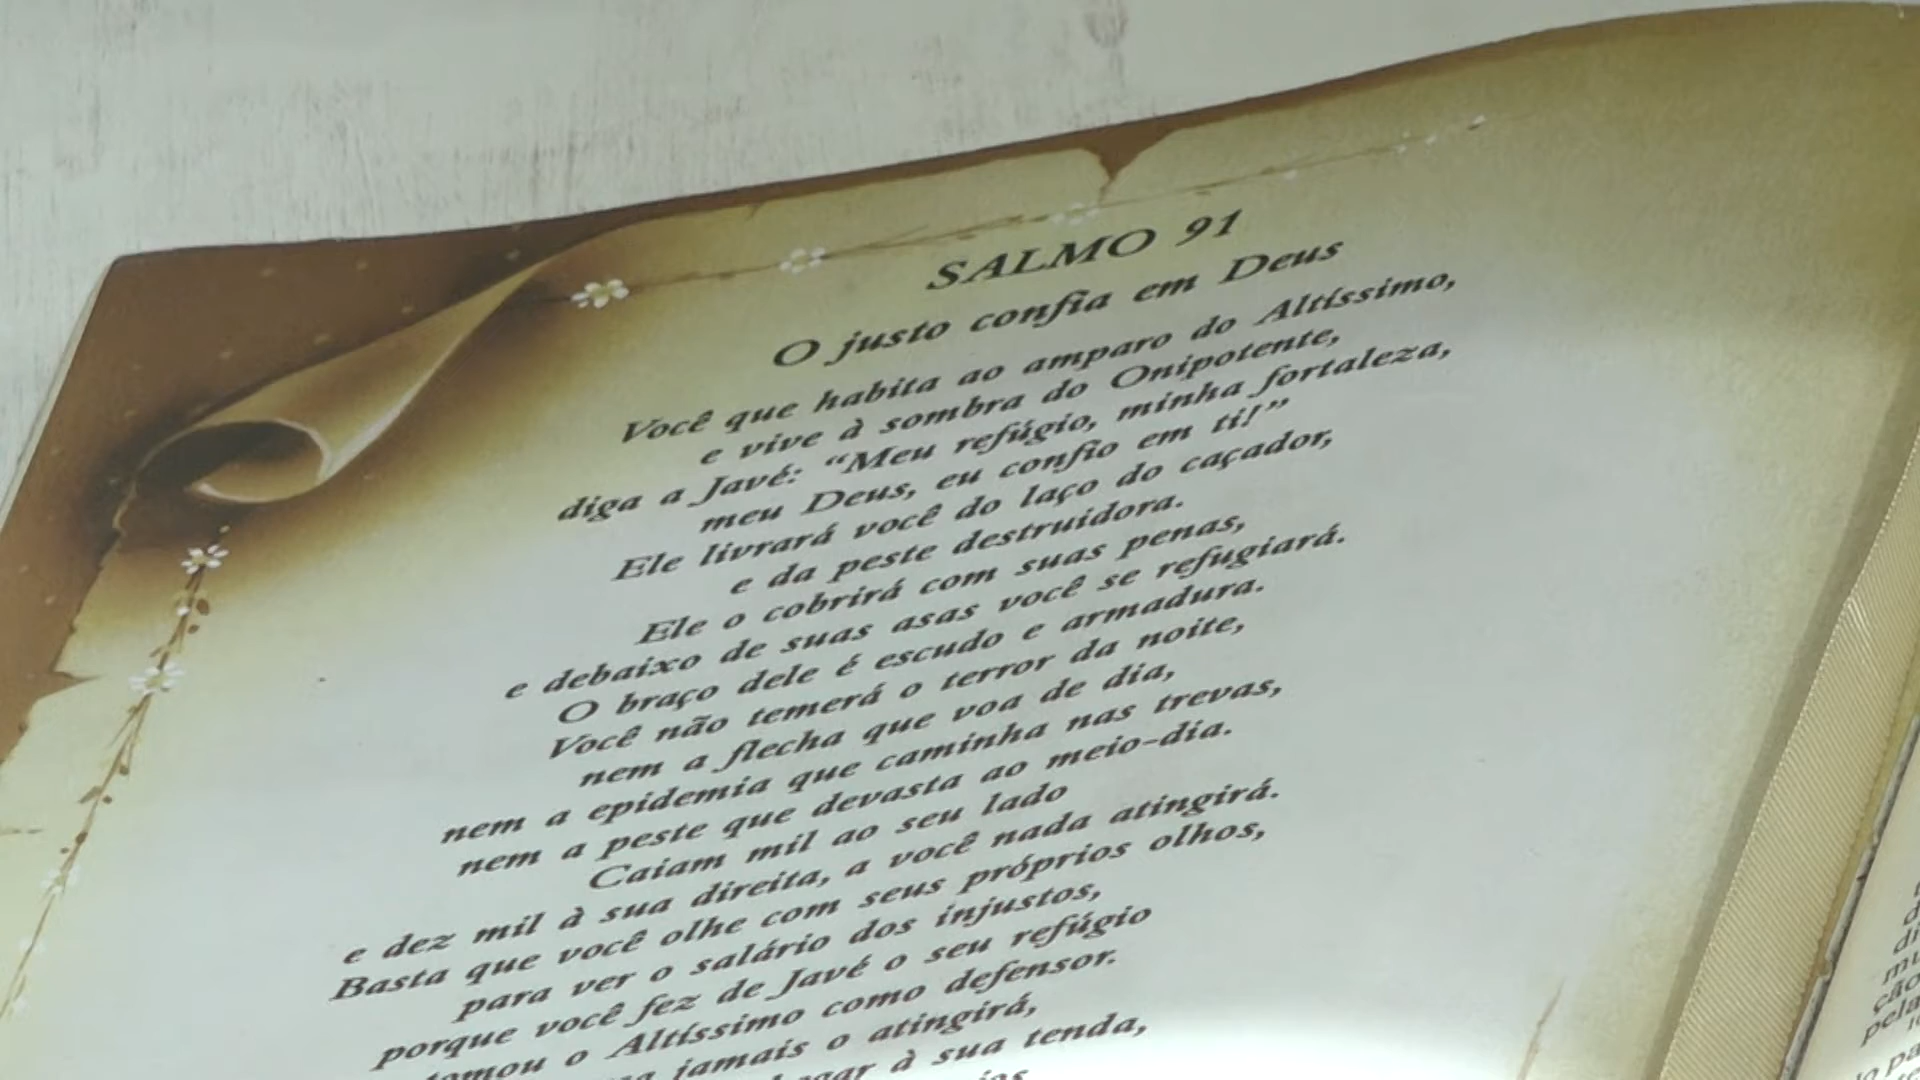 SALMO 91
O justo confia em Deus
Você que habita ao amparo do Altíssimo,
e vive à sombra do Onipotente,
diga a Javé: “Meu refúgio, minha fortaleza,
meu Deus, eu confio em ti!”
Ele livrará você do laço do caçador,
e da peste destruidora.
Ele o cobrirá com suas penas,
e debaixo de suas asas você se refugiará.
O braço dele é escudo e armadura.
Você não temerá o terror da noite,
nem a flecha que voa de dia,
nem a epidemia que caminha nas trevas,
nem a peste que devasta ao meio-dia.
Caiam mil ao seu lado
e dez mil à sua direita, a você nada atingirá.
Basta que você olhe com seus próprios olhos,
para ver o salário dos injustos,
porque você fez de Javé o seu refúgio
tomou o Altíssimo como defensor.
jamais o atingirá,
à sua tenda,